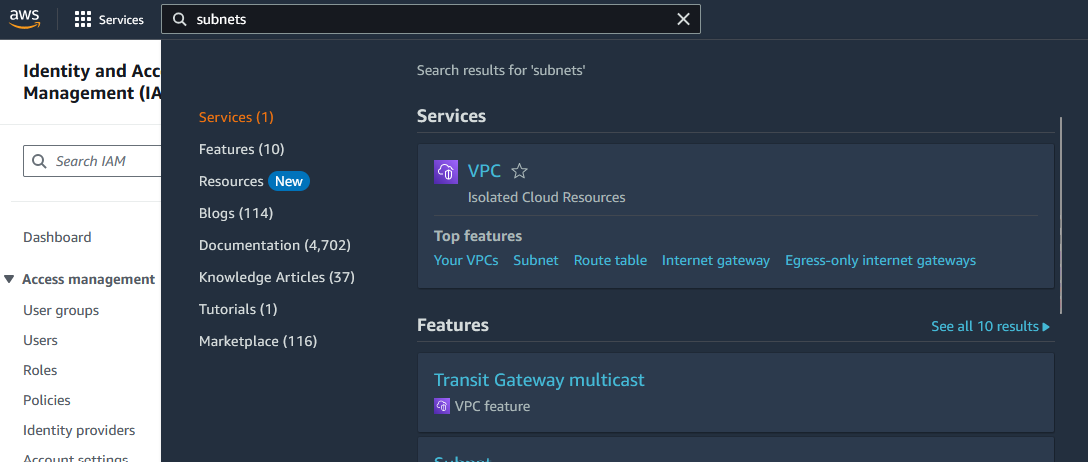 aws
Services
subnets
Identity and Acc
Management (IA
Search IAM
Dashboard
Access management
User groups
Users
Roles
Policies
Identity providers
Account settings
Search results for 'subnets'
Services (1)
Features (10)
Resources New
Blogs (114)
Documentation (4,702)
Knowledge Articles (37)
Tutorials (1)
Marketplace (116)
Services
VPC
Isolated Cloud Resources
Top features
Your VPCs Subnet Route table Internet gateway Egress-only internet gateways
Features
See all 10 results
Transit Gateway multicast
VPC feature
Subnet